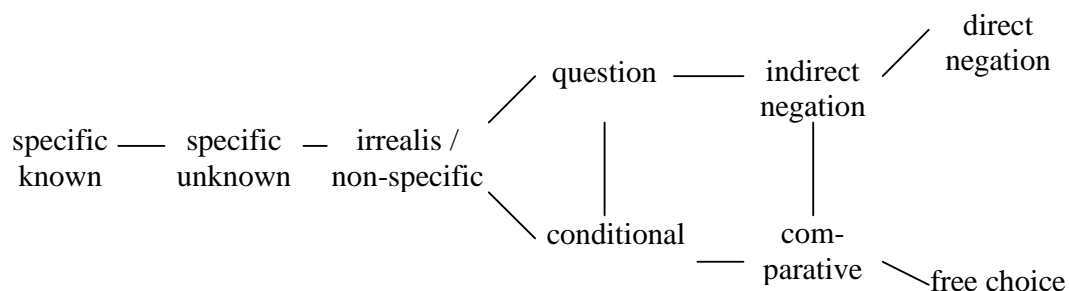 direct
negation
question
indirect
negation
specific
known
specific
unknown
irrealis /
non-specific
conditional
com-
parative
free choice